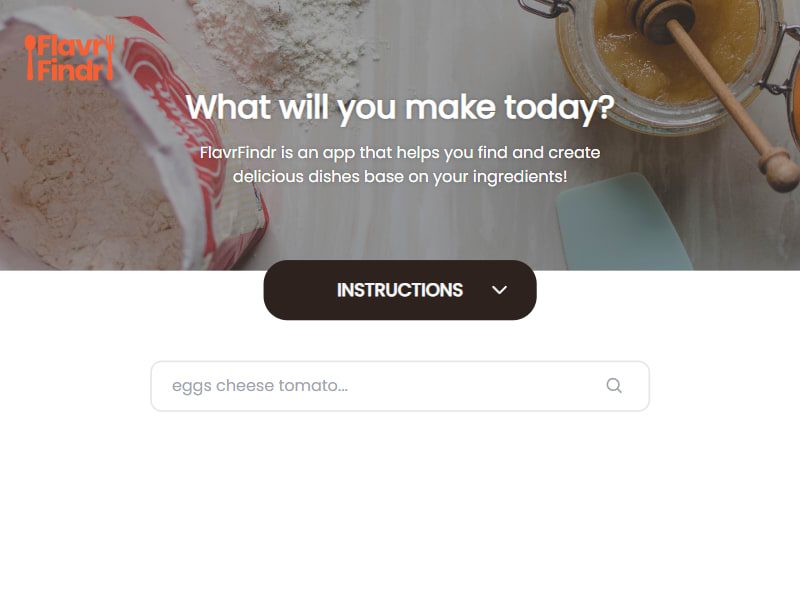 Flavr
Findr
What will you make today?
FlavrFindr is an app that helps you find and create
delicious dishes base on your ingredients!
INSTRUCTIONS
eggs cheese tomato...